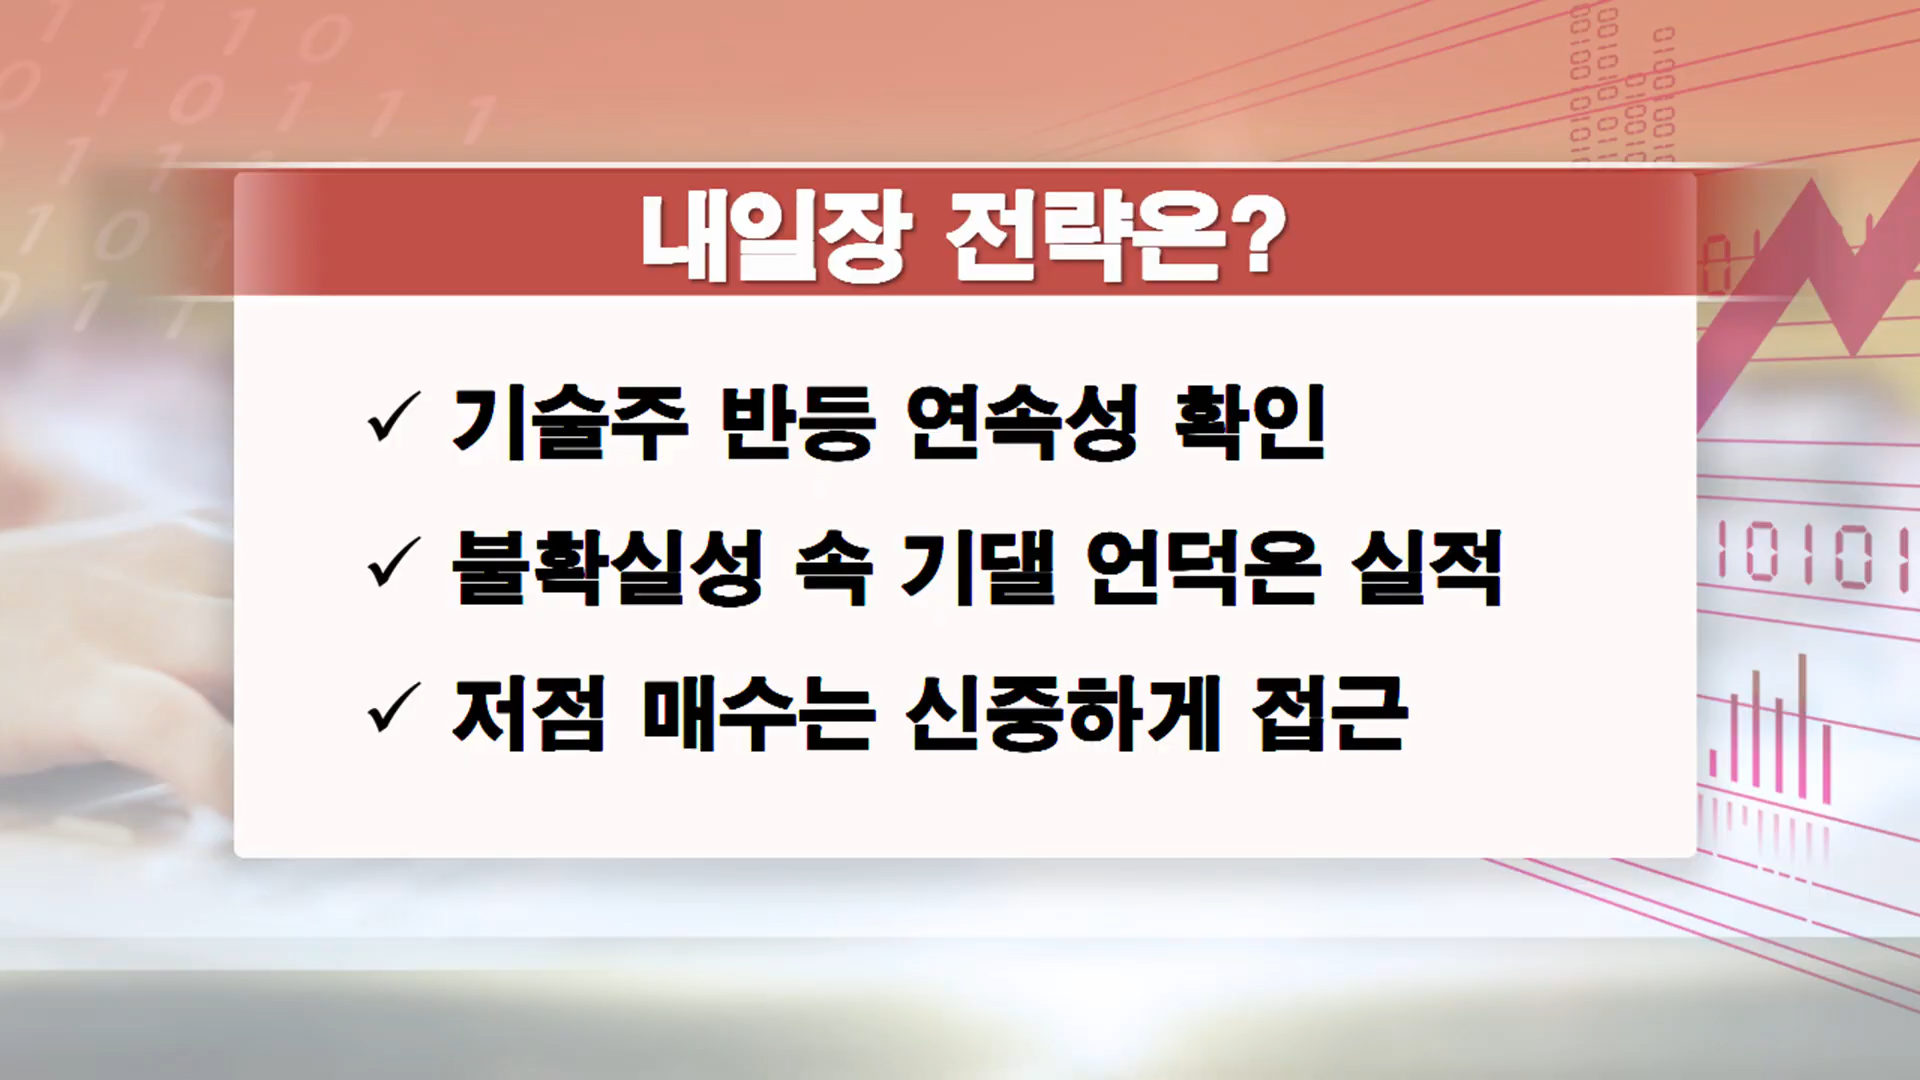 내일장 전략은?
✓ 기술주 반등 연속성 확인
✓ 불확실성 속 기댈 언덕은 실적
✓ 저점 매수는 신중하게 접근
10101